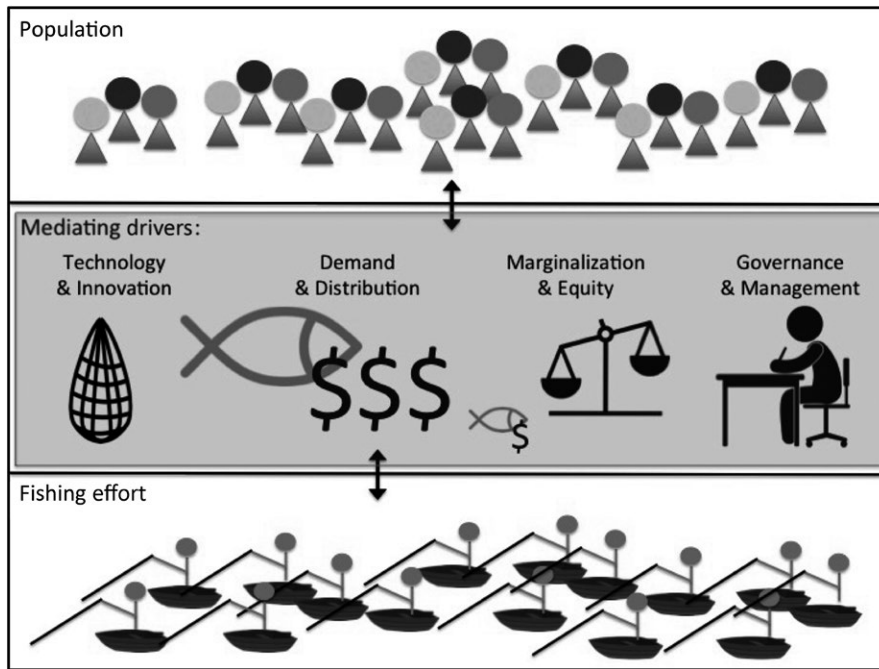 Population
Mediating drivers:
Technology
& Innovation
Demand
& Distribution
Marginalization
& Equity
Governance
& Management
$$$
$
Fishing effort